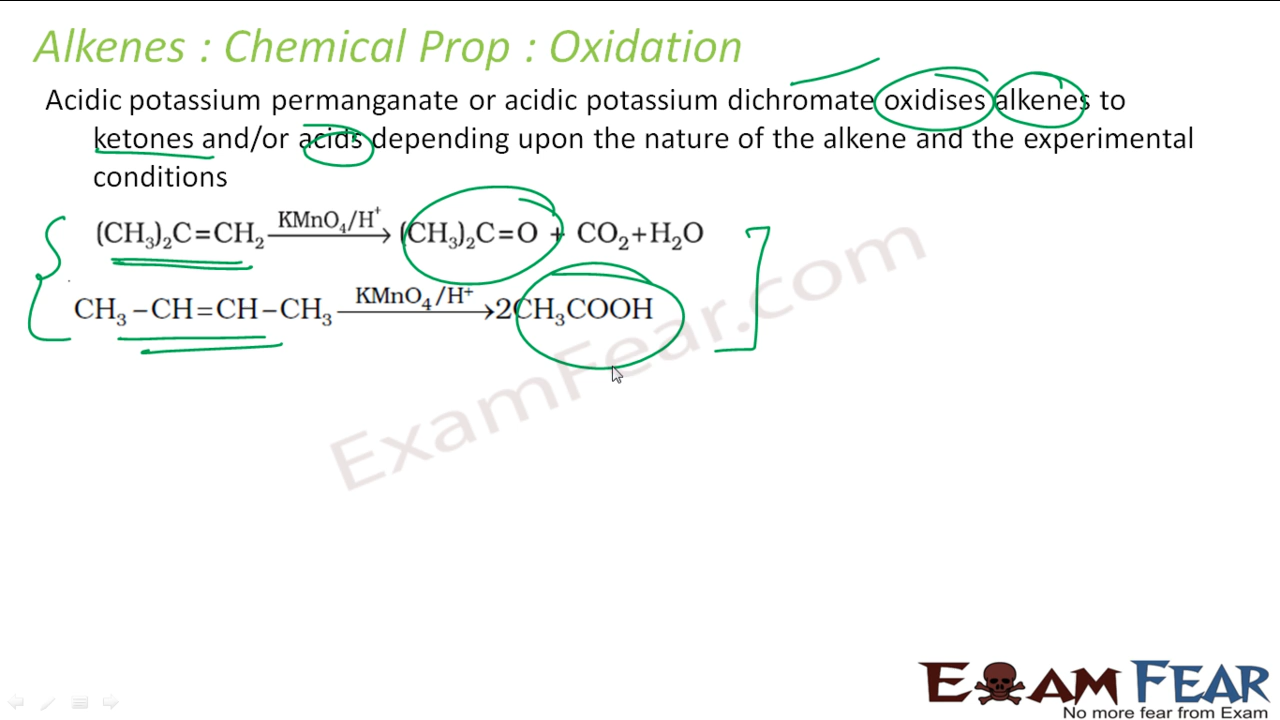 Alkenes : Chemical Prop : Oxidation
Acidic potassium permanganate or acidic potassium dichromate oxidises alkenes to
ketones and/or acids depending upon the nature of the alkene and the experimental
conditions
(CH₃)₂C=CH₂ KMnO₄/H⁺ → (CH₃)₂C=O + CO₂+H₂O
CH₃−CH=CH−CH₃ KMnO₄/H⁺ → 2CH₃COOH
ExamFear.com
EXAM FEAR
No more fear from Exam